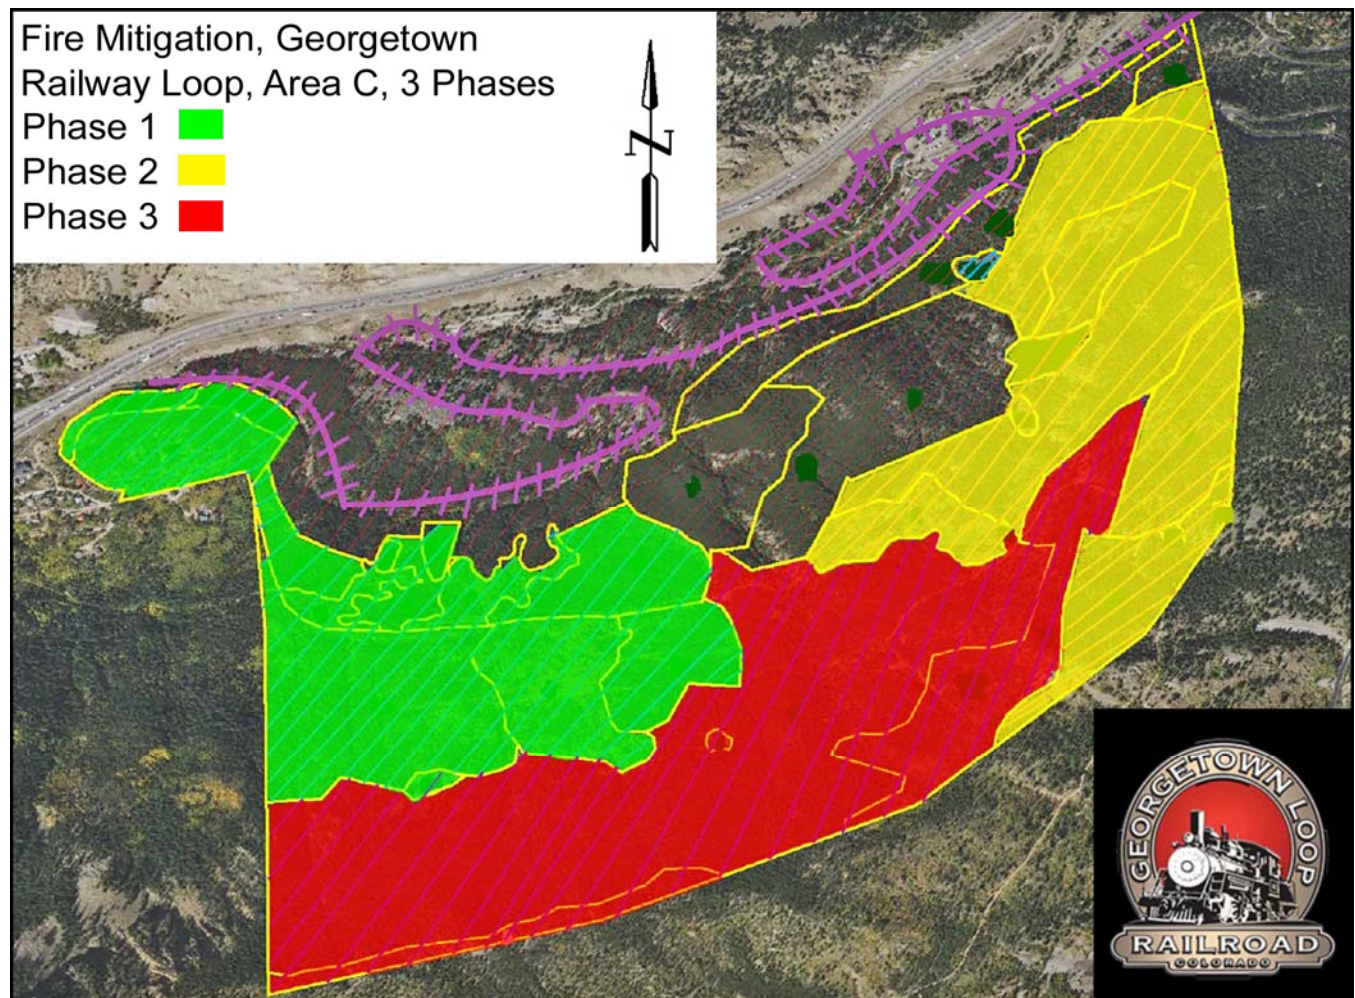 Fire Mitigation, Georgetown
Railway Loop, Area C, 3 Phases
Phase 1
Phase 2
Phase 3
N
GEORGETOWN LOOP
RAILROAD
COLORADO